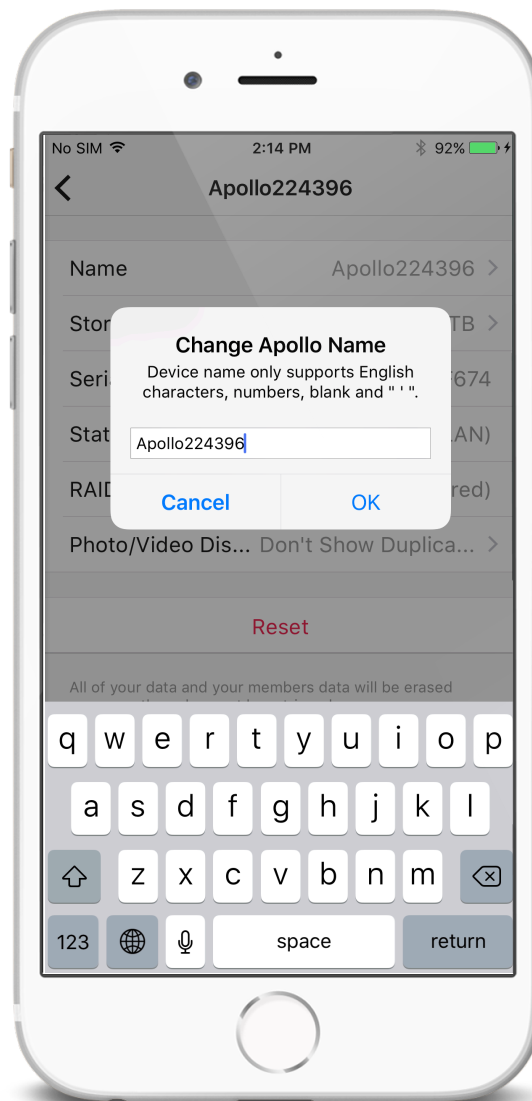 No SIM 2:14 PM 92%
Apollo224396
Name Apollo224396
TB
Change Apollo Name
Device name only supports English
characters, numbers, blank and " ' ".
674
Apollo224396
Cancel OK
Photo/Video Dis... Don't Show Duplica...
Reset
All of your data and your members data will be erased
q w e r t y u i o p
a s d f g h j k l
z x c v b n m
123 space return